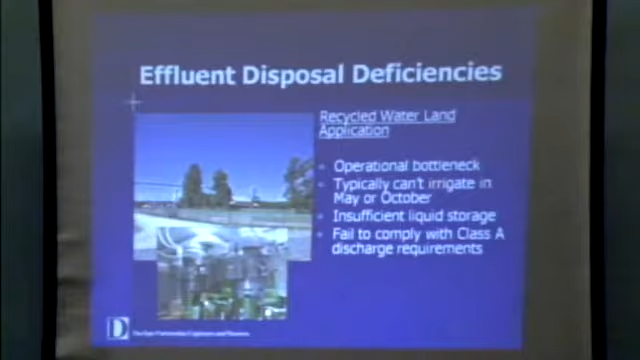 Effluent Disposal Deficiencies
Recycled Water Land
Application
Operational bottleneck
Typically can't irrigate in
May or October
Insufficient liquid storage
Fail to comply with Class A
discharge requirements
D